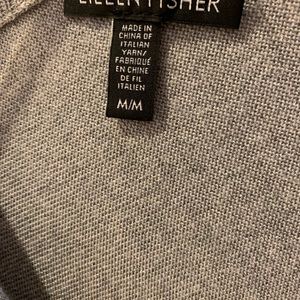 EILEEN FISHER
MADE IN
CHINA OF
ITALIAN
YARN/
FABRIQUÉ
EN CHINE
DE FIL
ITALIEN
M/M